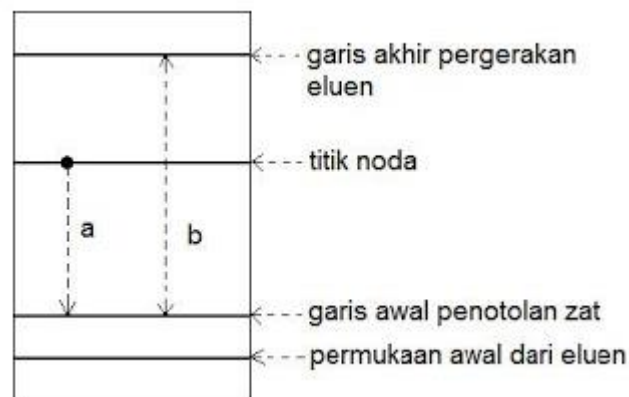 garis akhir pergerakan
eluen
titik noda
a
b
garis awal penotolan zat
permukaan awal dari eluen